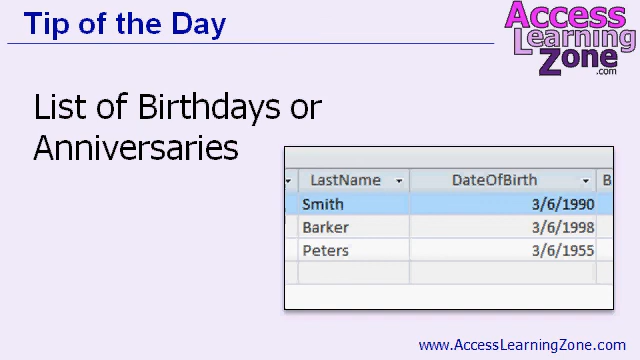 Tip of the Day
Access
Learning
Zone
.com
List of Birthdays or
Anniversaries
LastName DateOfBirth B
Smith 3/6/1990
Barker 3/6/1998
Peters 3/6/1955
www.AccessLearningZone.com